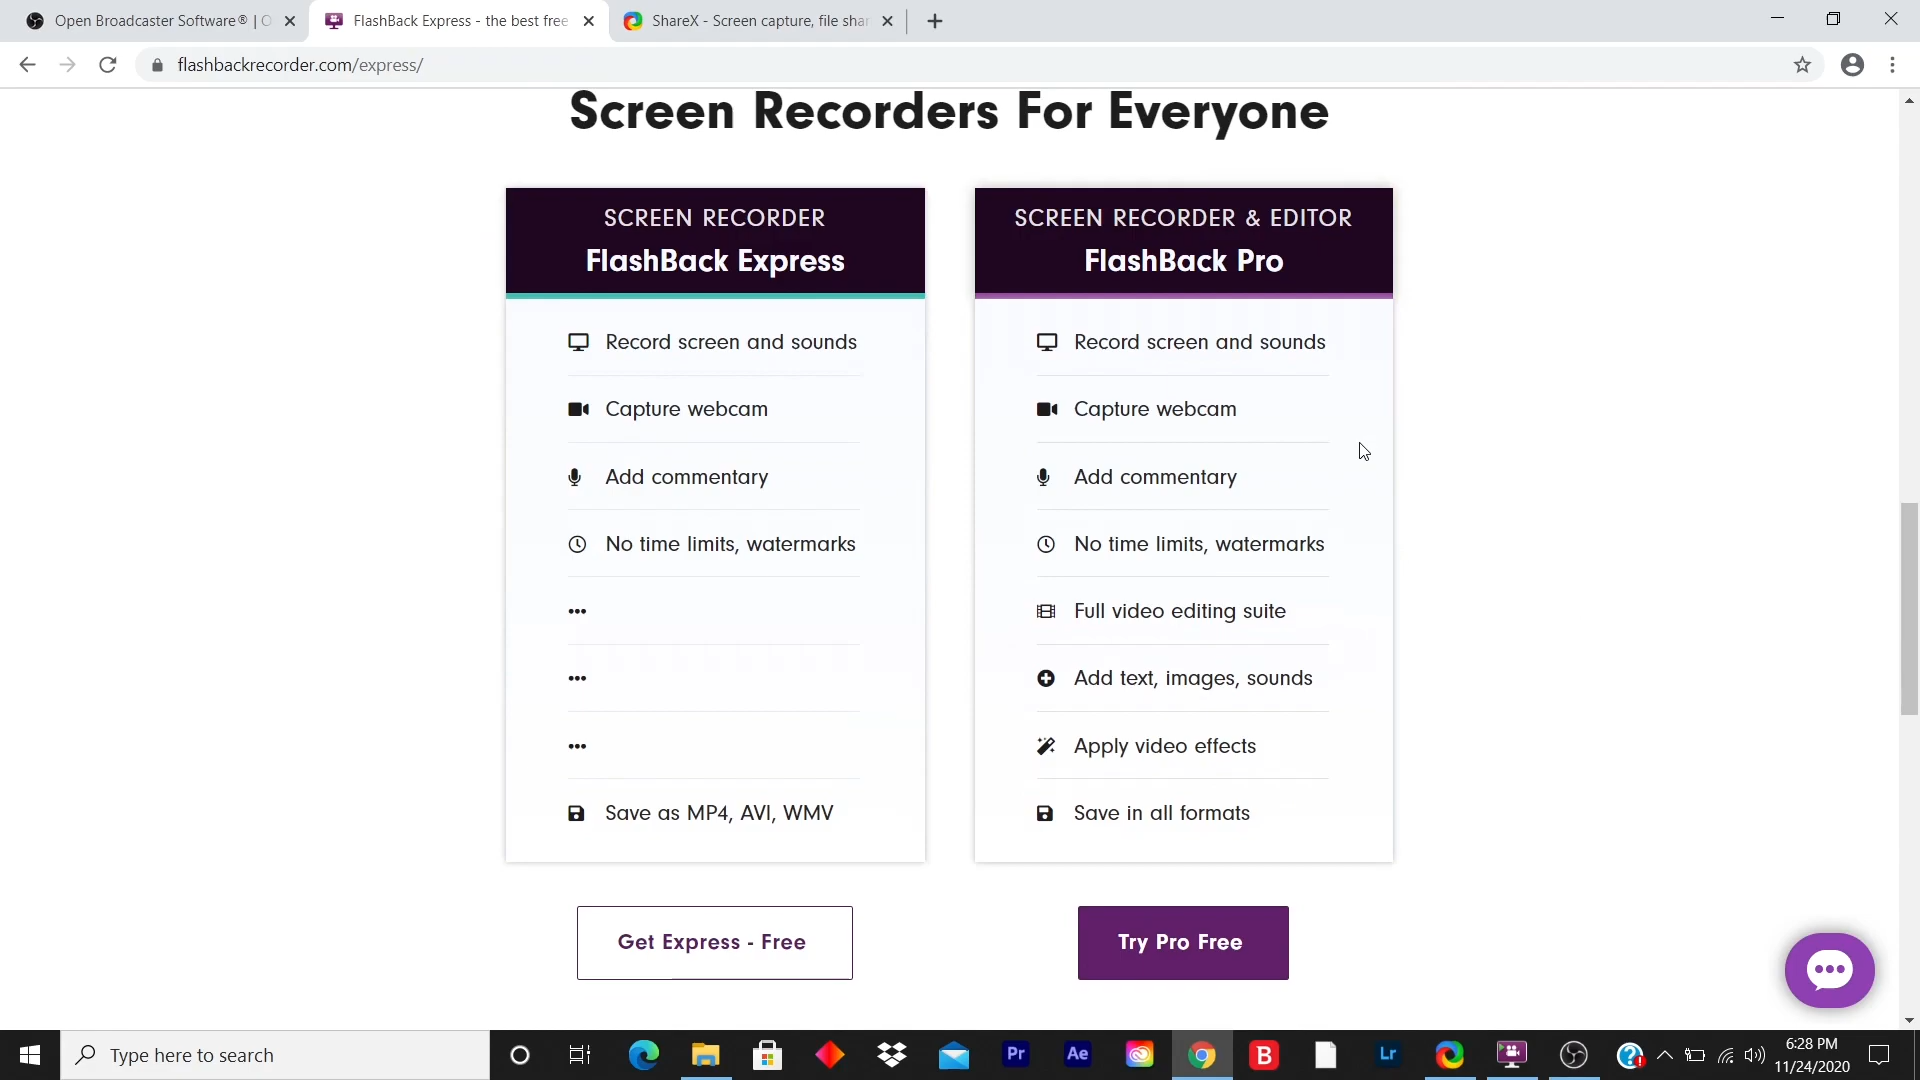 Open Broadcaster Software® | O
FlashBack Express - the best free
ShareX - Screen capture, file shar
flashbackrecorder.com/express/
Screen Recorders For Everyone
SCREEN RECORDER
FlashBack Express
Record screen and sounds
Capture webcam
Add commentary
No time limits, watermarks
Save as MP4, AVI, WMV
Get Express - Free
SCREEN RECORDER & EDITOR
FlashBack Pro
Record screen and sounds
Capture webcam
Add commentary
No time limits, watermarks
Full video editing suite
Add text, images, sounds
Apply video effects
Save in all formats
Try Pro Free
Type here to search
Pr
Ae
B
Lr
6:28 PM
11/24/2020